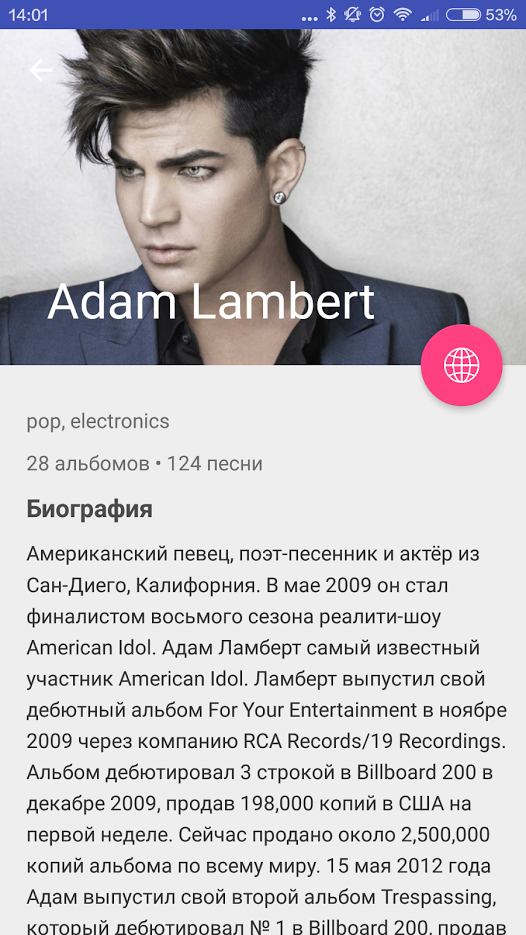 14:01
53%
Adam Lambert
pop, electronics
28 альбомов • 124 песни
Биография
Американский певец, поэт-песенник и актёр из
Сан-Диего, Калифорния. В мае 2009 он стал
финалистом восьмого сезона реалити-шоу
American Idol. Адам Ламберт самый известный
участник American Idol. Ламберт выпустил свой
дебютный альбом For Your Entertainment в ноябре
2009 через компанию RCA Records/19 Recordings.
Альбом дебютировал 3 строкой в Billboard 200 в
декабре 2009, продав 198,000 копий в США на
первой неделе. Сейчас продано около 2,500,000
копий альбома по всему миру. 15 мая 2012 года
Адам выпустил свой второй альбом Trespassing,
который дебютировал № 1 в Billboard 200, продав